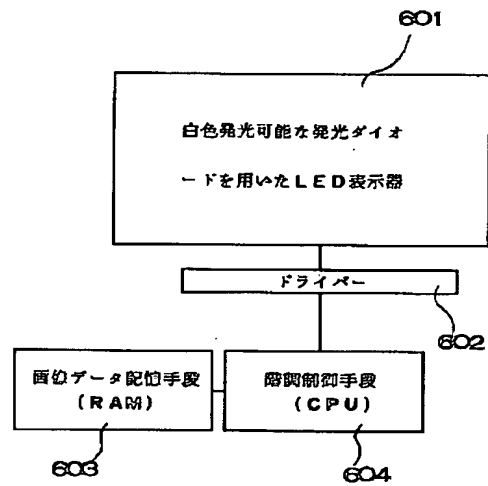 601
白色発光可能な発光ダイオ
ードを用いたLED表示器
ドライバー
602
画像データ記憶手段
(RAM)
階調制御手段
(CPU)
603
604